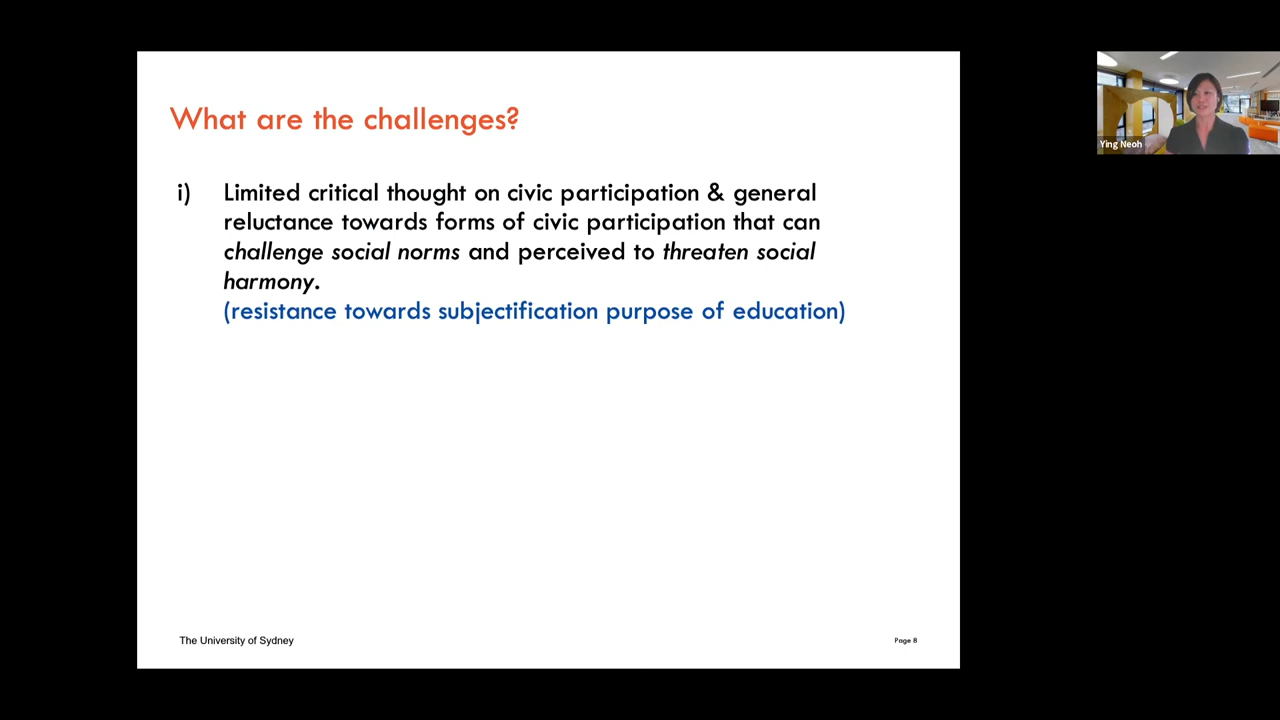 What are the challenges?
i) Limited critical thought on civic participation & general
reluctance towards forms of civic participation that can
challenge social norms and perceived to threaten social
harmony.
(resistance towards subjectification purpose of education)
The University of Sydney
Page 8
Ying Neoh